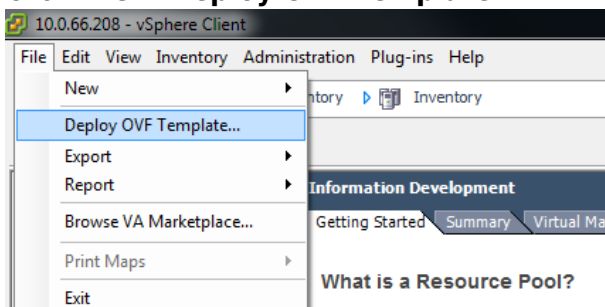 10.0.66.208 - vSphere Client
File Edit View Inventory Administration Plug-ins Help
New
Inventory
Deploy OVF Template...
Export
Report
Information Development
Browse VA Marketplace...
Getting Started Summary Virtual Ma
Print Maps
What is a Resource Pool?
Exit